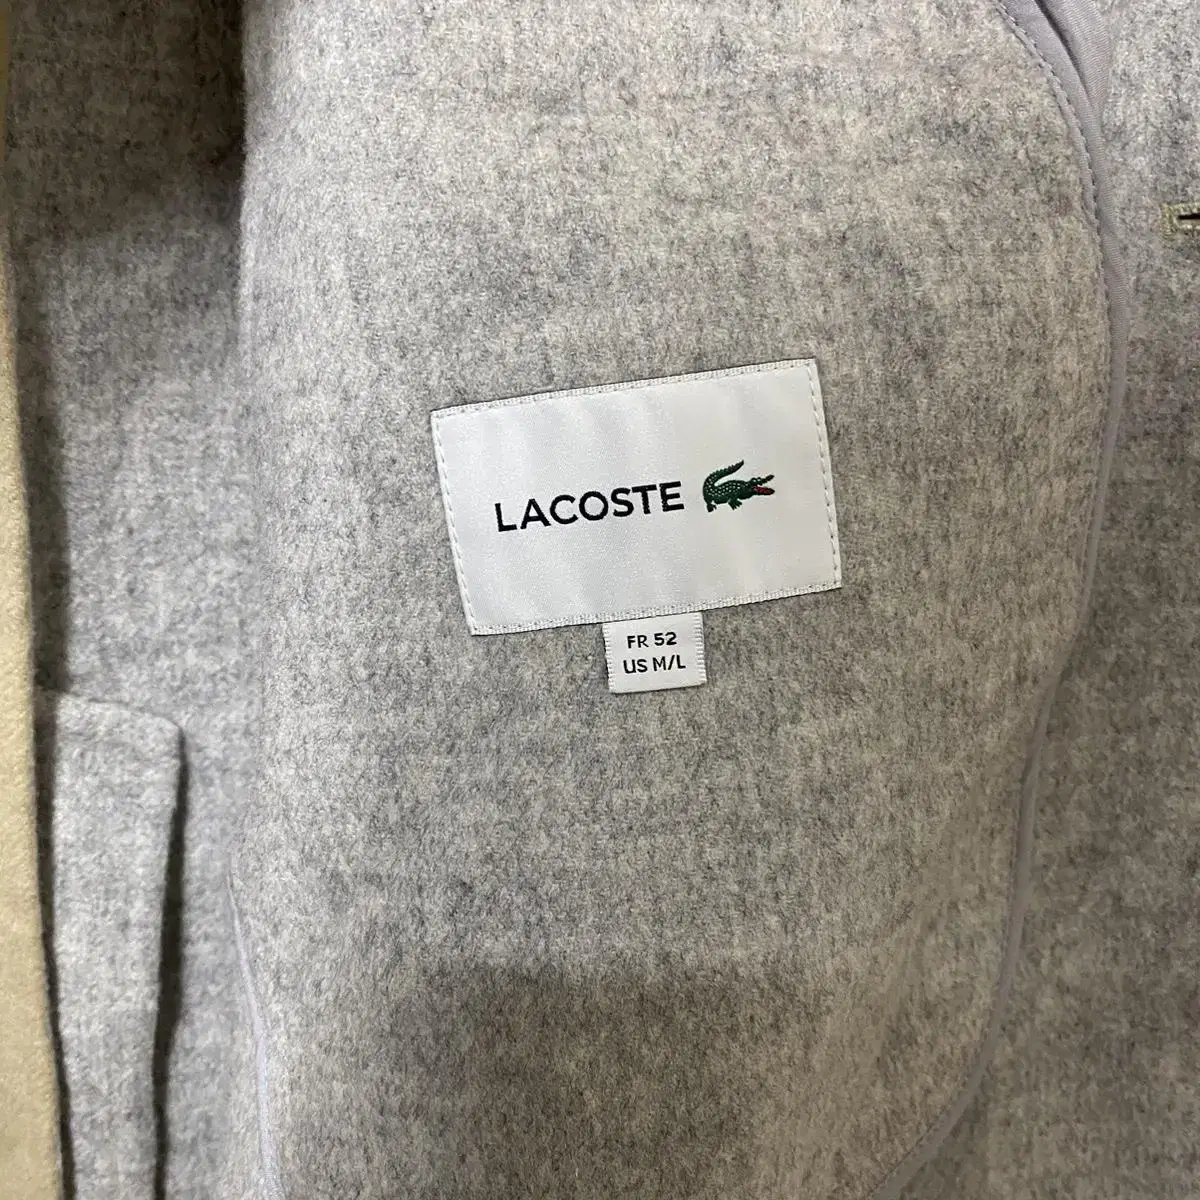 LACOSTE
FR 52
US M/L